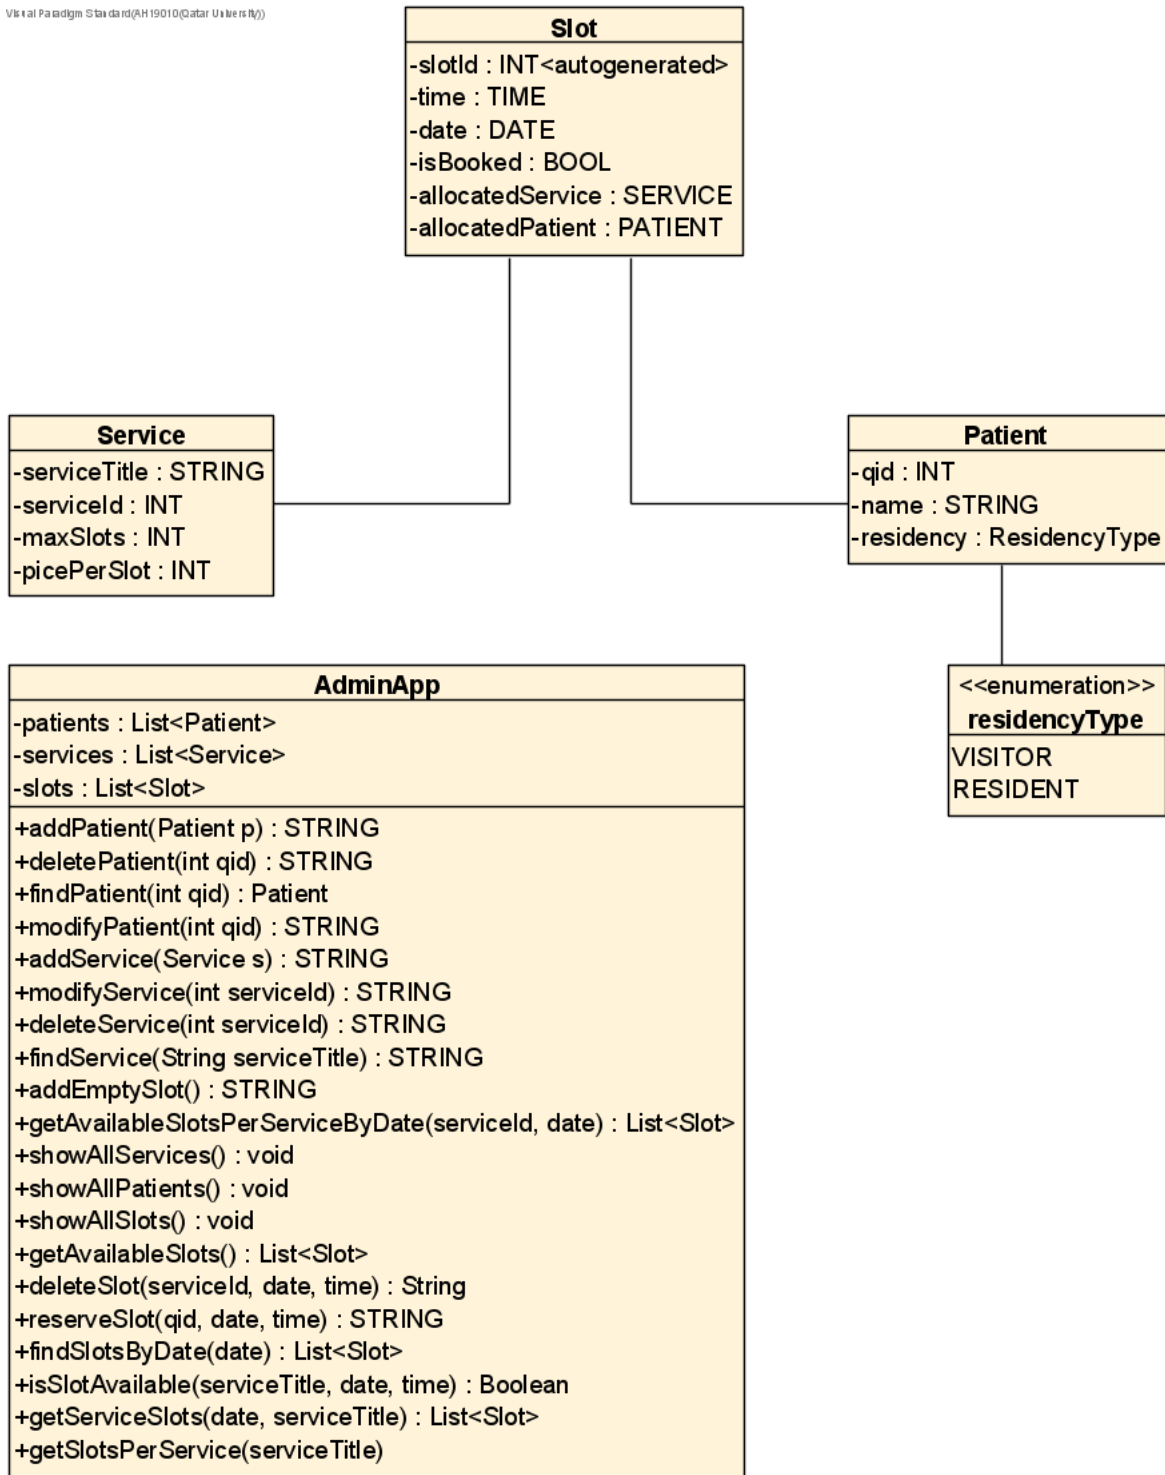 Visual Paradigm Standard(AH19010(Qatar University))
Slot
-slotId : INT<autogenerated>
-time : TIME
-date : DATE
-isBooked : BOOL
-allocatedService : SERVICE
-allocatedPatient : PATIENT
Service
-serviceTitle : STRING
-serviceId : INT
-maxSlots : INT
-picePerSlot : INT
Patient
-qid : INT
-name : STRING
-residency : ResidencyType
<<enumeration>>
residencyType
VISITOR
RESIDENT
AdminApp
-patients : List<Patient>
-services : List<Service>
-slots : List<Slot>
+addPatient(Patient p) : STRING
+deletePatient(int qid) : STRING
+findPatient(int qid) : Patient
+modifyPatient(int qid) : STRING
+addService(Service s) : STRING
+modifyService(int serviceId) : STRING
+deleteService(int serviceId) : STRING
+findService(String serviceTitle) : STRING
+addEmptySlot() : STRING
+getAvailableSlotsPerServiceByDate(serviceId, date) : List<Slot>
+showAllServices() : void
+showAllPatients() : void
+showAllSlots() : void
+getAvailableSlots() : List<Slot>
+deleteSlot(serviceId, date, time) : String
+reserveSlot(qid, date, time) : STRING
+findSlotsByDate(date) : List<Slot>
+isSlotAvailable(serviceTitle, date, time) : Boolean
+getServiceSlots(date, serviceTitle) : List<Slot>
+getSlotsPerService(serviceTitle)